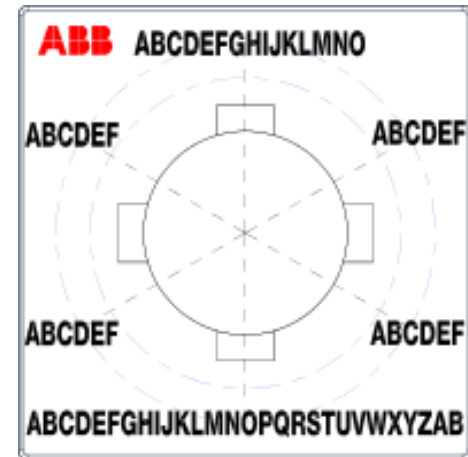 ABB ABCDEFGHIJKLMNO
ABCDEF ABCDEF
ABCDEF ABCDEF
ABCDEFGHIJKLMNOPQRSTUVWXYZAB